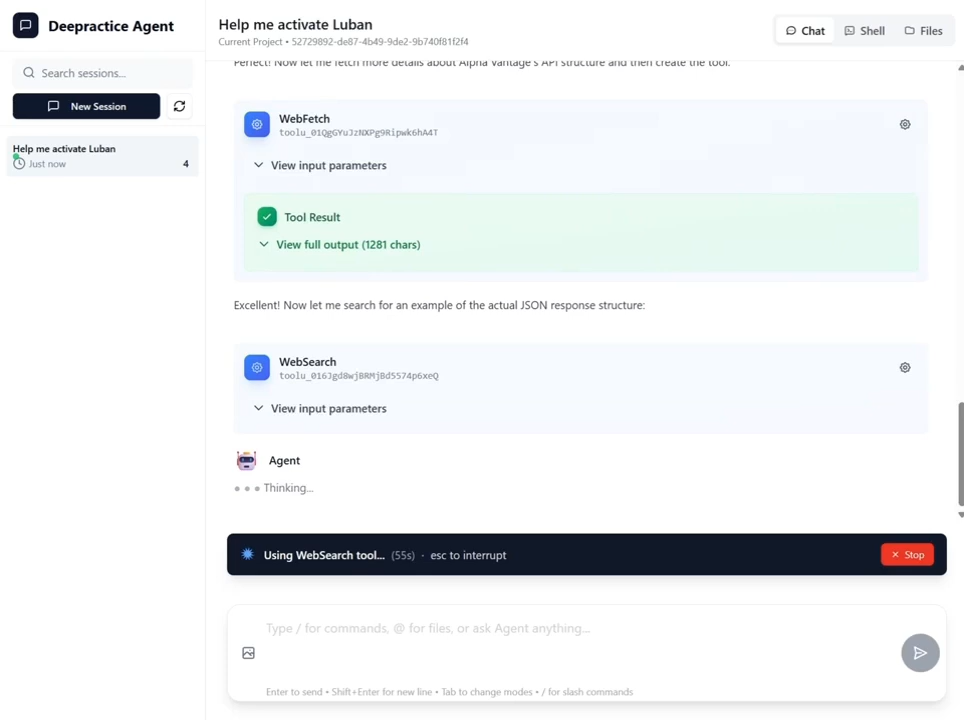 Deepractice Agent
Search sessions...
New Session
Help me activate Luban
Just now
4
Help me activate Luban
Current Project • 52729892-de87-4b49-9de2-9b740f81f2f4
Chat
Shell
Files
Perfect! Now let me fetch more details about Alpha Vantage's API structure and then create the tool.
WebFetch
toolu_01QgGYuJzNXPg9Ripwk6hA4T
View input parameters
Tool Result
View full output (1281 chars)
Excellent! Now let me search for an example of the actual JSON response structure:
WebSearch
toolu_016Jgd8wjBRMjBd5574p6xeQ
View input parameters
Agent
Thinking...
Using WebSearch tool... (55s) · esc to interrupt
× Stop
Type / for commands, @ for files, or ask Agent anything...
Enter to send • Shift+Enter for new line • Tab to change modes • / for slash commands